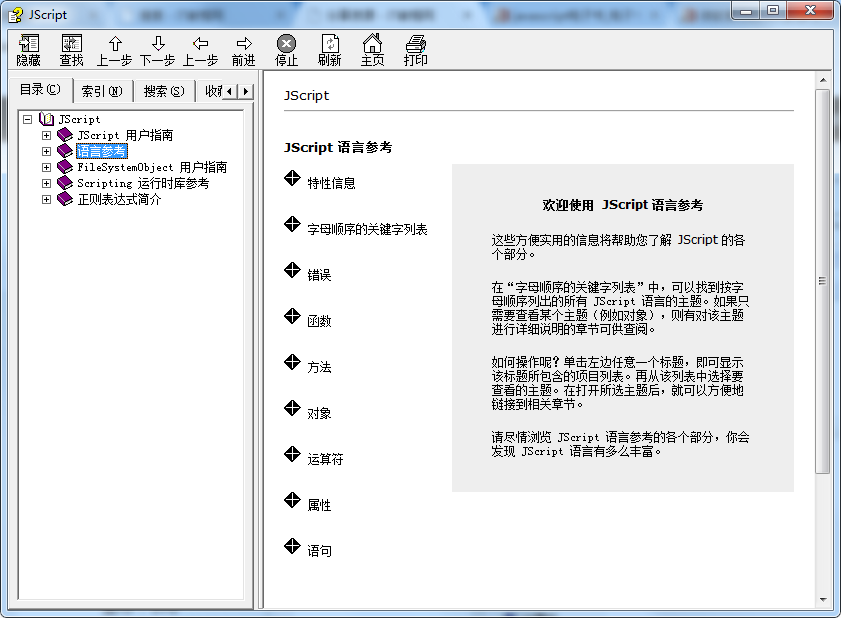 JScript
隐藏 查找 上一步 下一步 上一步 前进 停止 刷新 主页 打印
目录(C) 索引(N) 搜索(S)
JScript
JScript 用户指南
语言参考
FileSystemObject 用户指南
Scripting 运行时库参考
正则表达式简介
JScript
JScript 语言参考
特性信息
字母顺序的关键字列表
错误
函数
方法
对象
运算符
属性
语句
欢迎使用 JScript 语言参考
这些方便实用的信息将帮助您了解 JScript 的各
个部分。
在“字母顺序的关键字列表”中，可以找到按字
母顺序列出的所有 JScript 语言的主题。如果只
需要查看某个主题（例如对象），则有对该主题
进行详细说明的章节可供查阅。
如何操作呢？单击左边任意一个标题，即可显示
该标题所包含的项目列表。再从该列表中选择要
查看的主题。在打开所选主题后，就可以方便地
链接到相关章节。
请尽情浏览 JScript 语言参考的各个部分，你会
发现 JScript 语言有多么丰富。